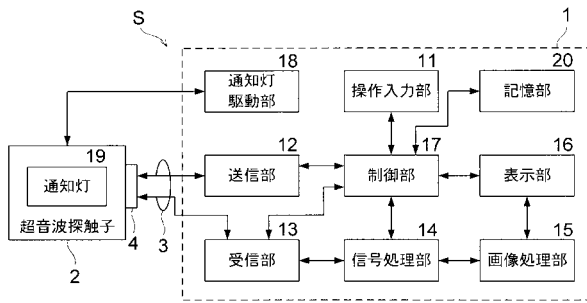 S
1
18
通知灯
駆動部
11
操作入力部
20
記憶部
19
通知灯
超音波探触子
2
4
3
12
送信部
17
制御部
16
表示部
13
受信部
14
信号処理部
15
画像処理部